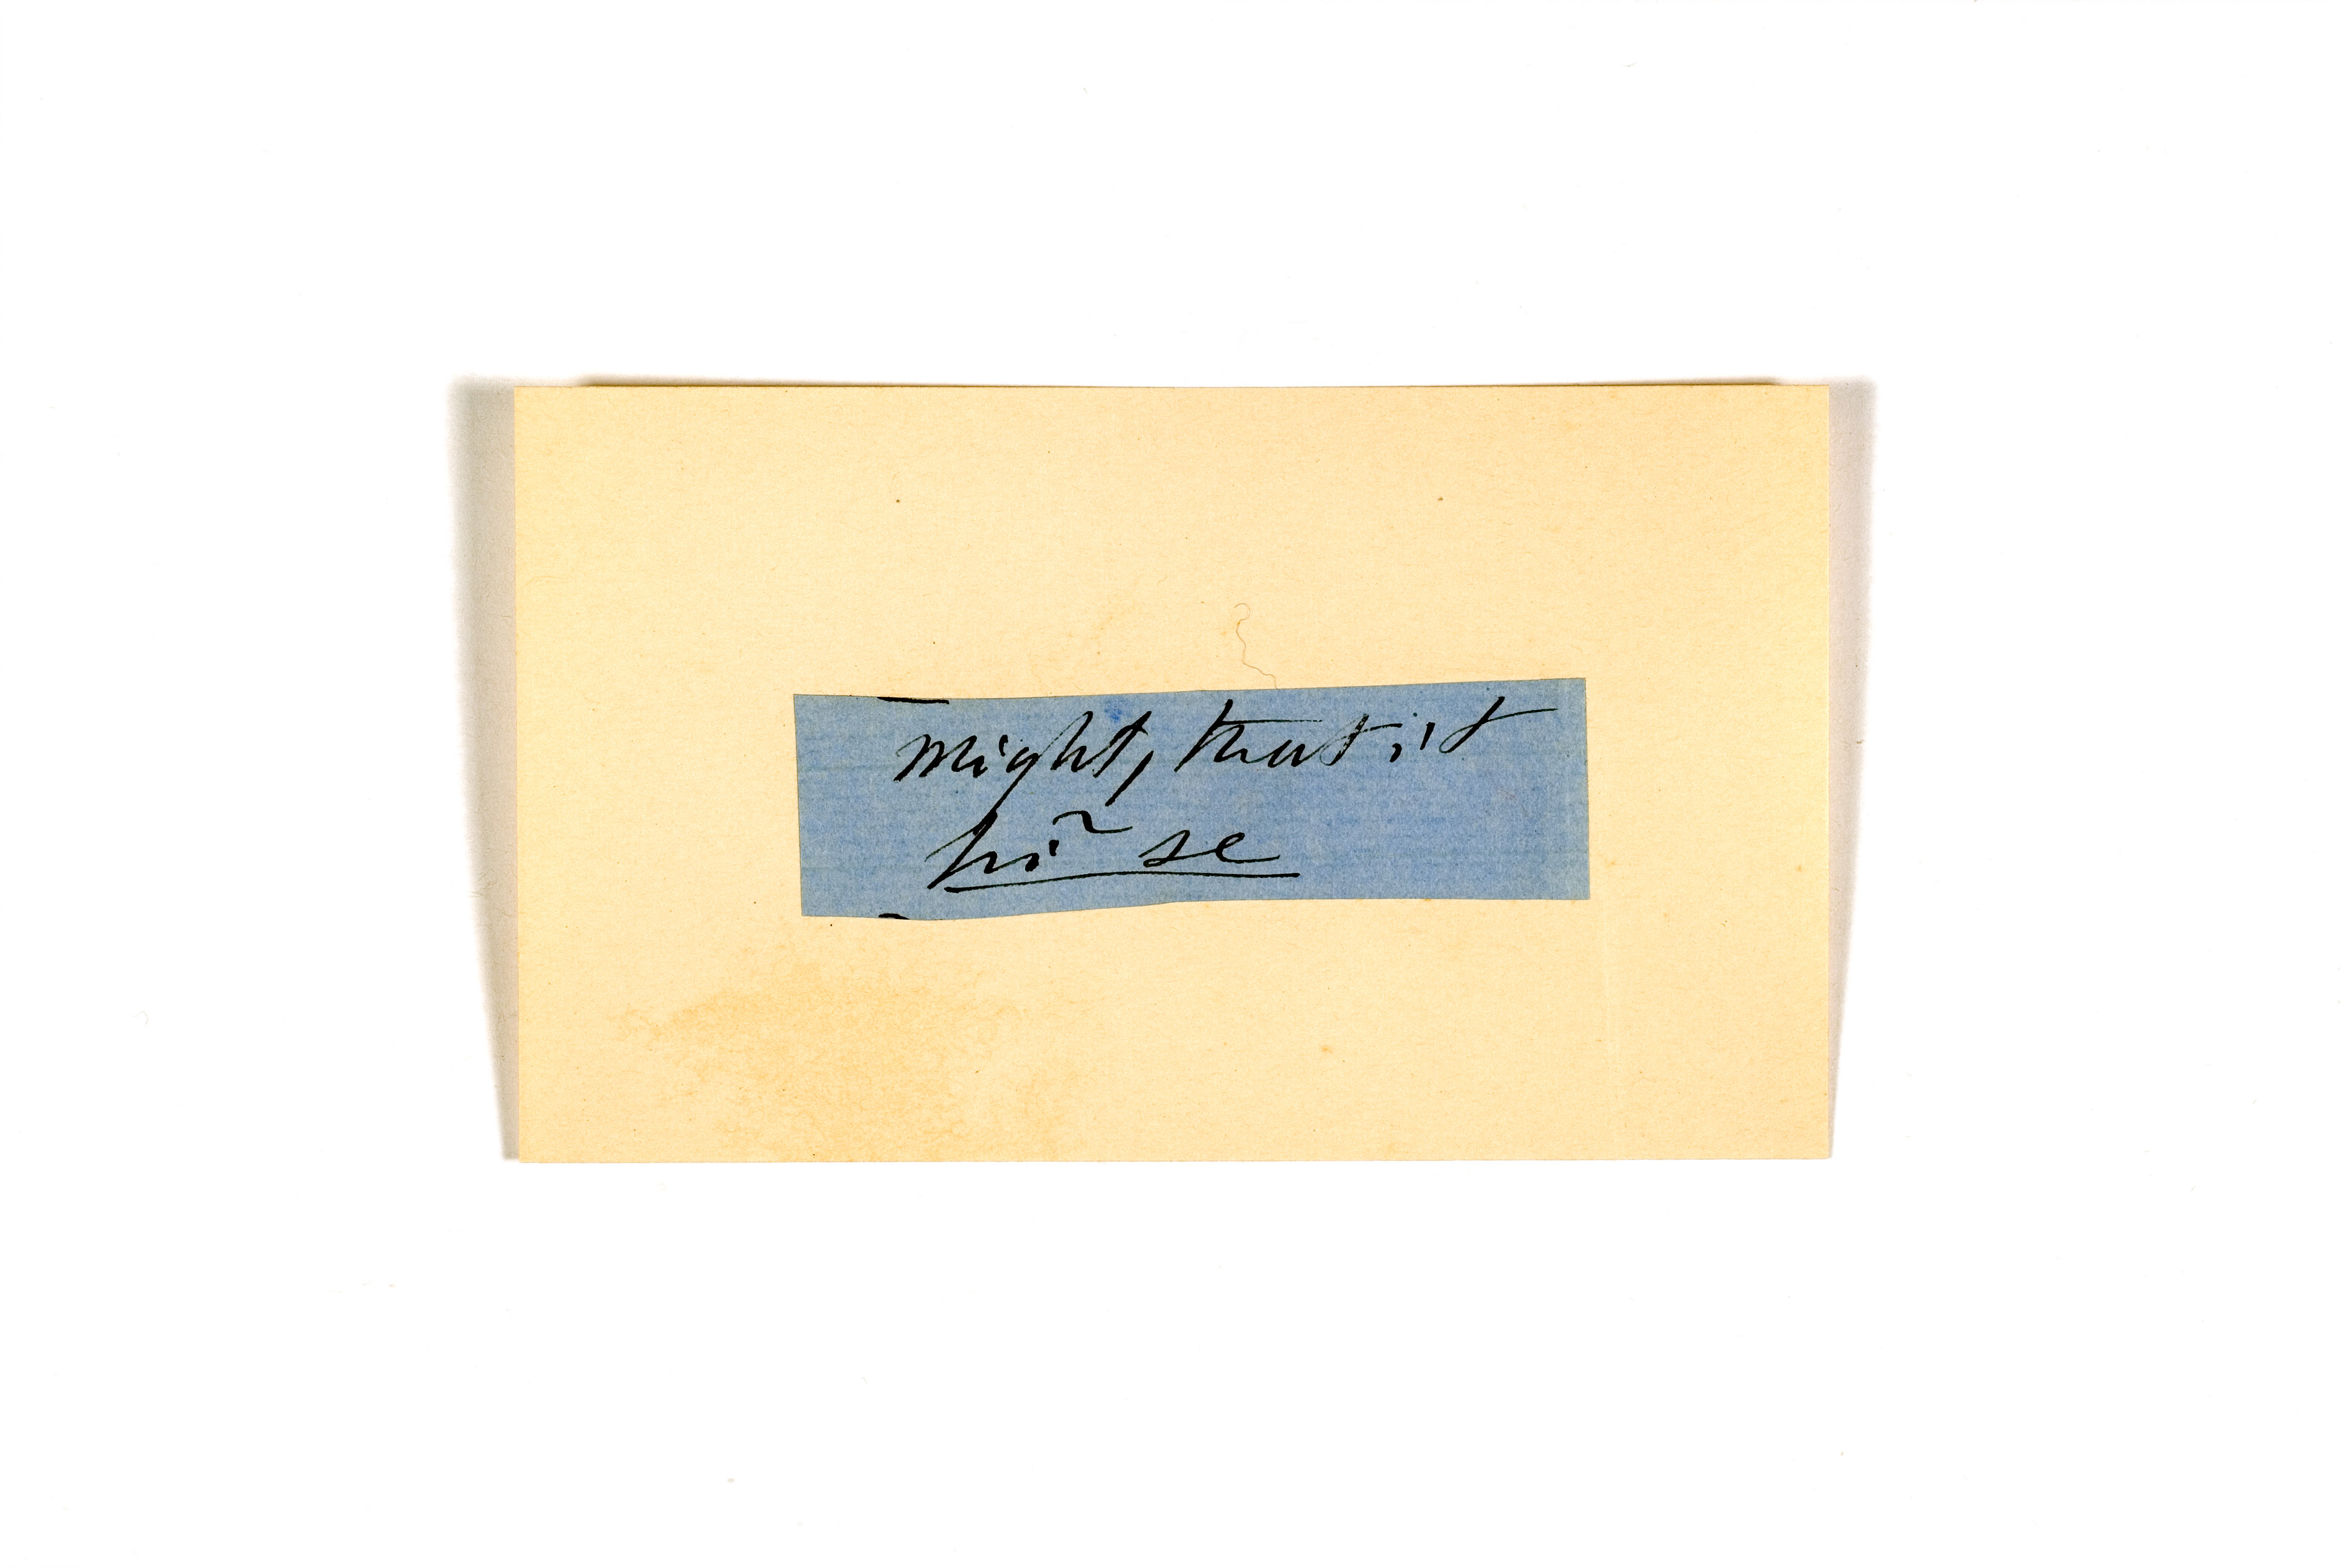 might, that it